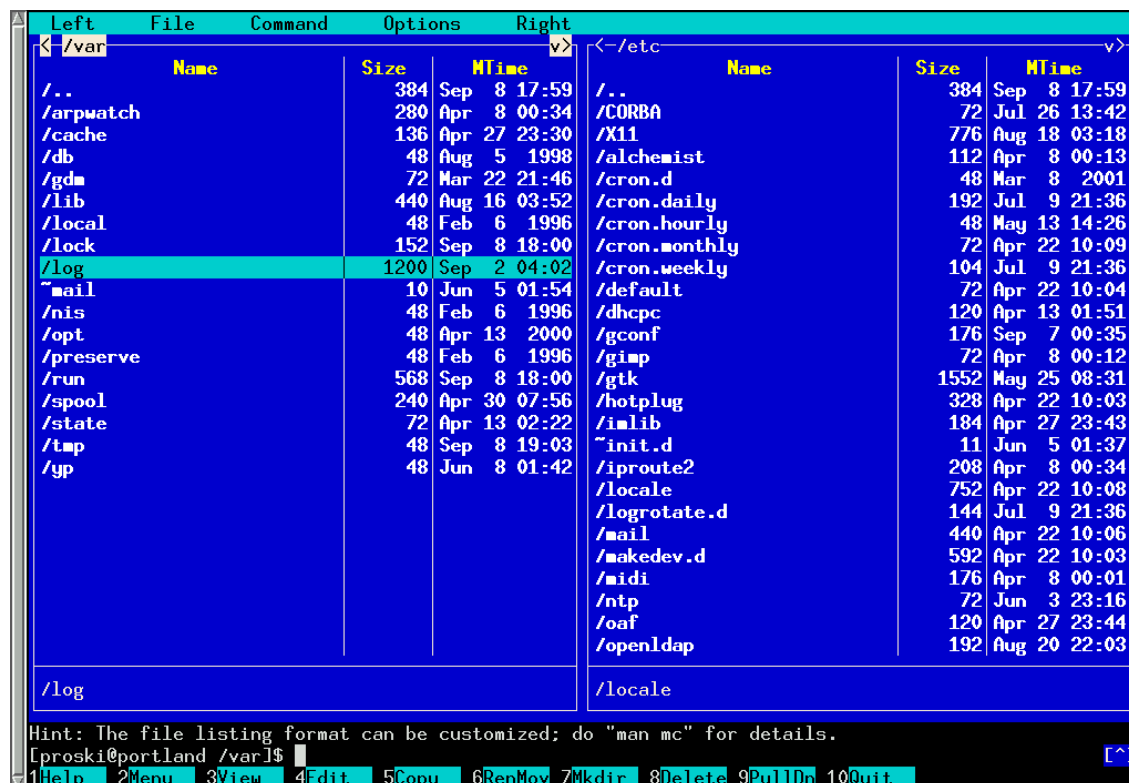 Left File Command Options Right
< /var v> <-/etc v>
Name Size MTime Name Size MTime
/.. 384 Sep 8 17:59 /.. 384 Sep 8 17:59
/arpwatch 280 Apr 8 00:34 /CORBA 72 Jul 26 13:42
/cache 136 Apr 27 23:30 /X11 776 Aug 18 03:18
/db 48 Aug 5 1998 /alchemist 112 Apr 8 00:13
/gdm 72 Mar 22 21:46 /cron.d 48 Mar 8 2001
/lib 440 Aug 16 03:52 /cron.daily 192 Jul 9 21:36
/local 48 Feb 6 1996 /cron.hourly 48 May 13 14:26
/lock 152 Sep 8 18:00 /cron.monthly 72 Apr 22 10:09
/log 1200 Sep 2 04:02 /cron.weekly 104 Jul 9 21:36
~mail 10 Jun 5 01:54 /default 72 Apr 22 10:04
/nis 48 Feb 6 1996 /dhcpc 120 Apr 13 01:51
/opt 48 Apr 13 2000 /gconf 176 Sep 7 00:35
/preserve 48 Feb 6 1996 /gimp 72 Apr 8 00:12
/run 568 Sep 8 18:00 /gtk 1552 May 25 08:31
/spool 240 Apr 30 07:56 /hotplug 328 Apr 22 10:03
/state 72 Apr 13 02:22 /imlib 184 Apr 27 23:43
/tmp 48 Sep 8 19:03 ~init.d 11 Jun 5 01:37
/yp 48 Jun 8 01:42 /iproute2 208 Apr 8 00:34
/locale 752 Apr 22 10:08
/logrotate.d 144 Jul 9 21:36
/mail 440 Apr 22 10:06
/makedev.d 592 Apr 22 10:03
/midi 176 Apr 8 00:01
/ntp 72 Jun 3 23:16
/oaf 120 Apr 27 23:44
/openldap 192 Aug 20 22:03
/log /locale
Hint: The file listing format can be customized; do "man mc" for details.
[proski@portland /var]$ [^]
1Help 2Menu 3View 4Edit 5Copy 6RenMov 7Mkdir 8Delete 9PullDn 10Quit